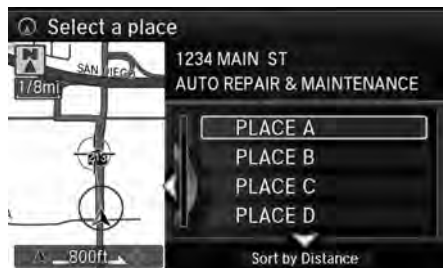 Select a place
N
1/8mi
SAN DIEGO
1234 MAIN ST
AUTO REPAIR & MAINTENANCE
PLACE A
PLACE B
PLACE C
PLACE D
800ft
Sort by Distance